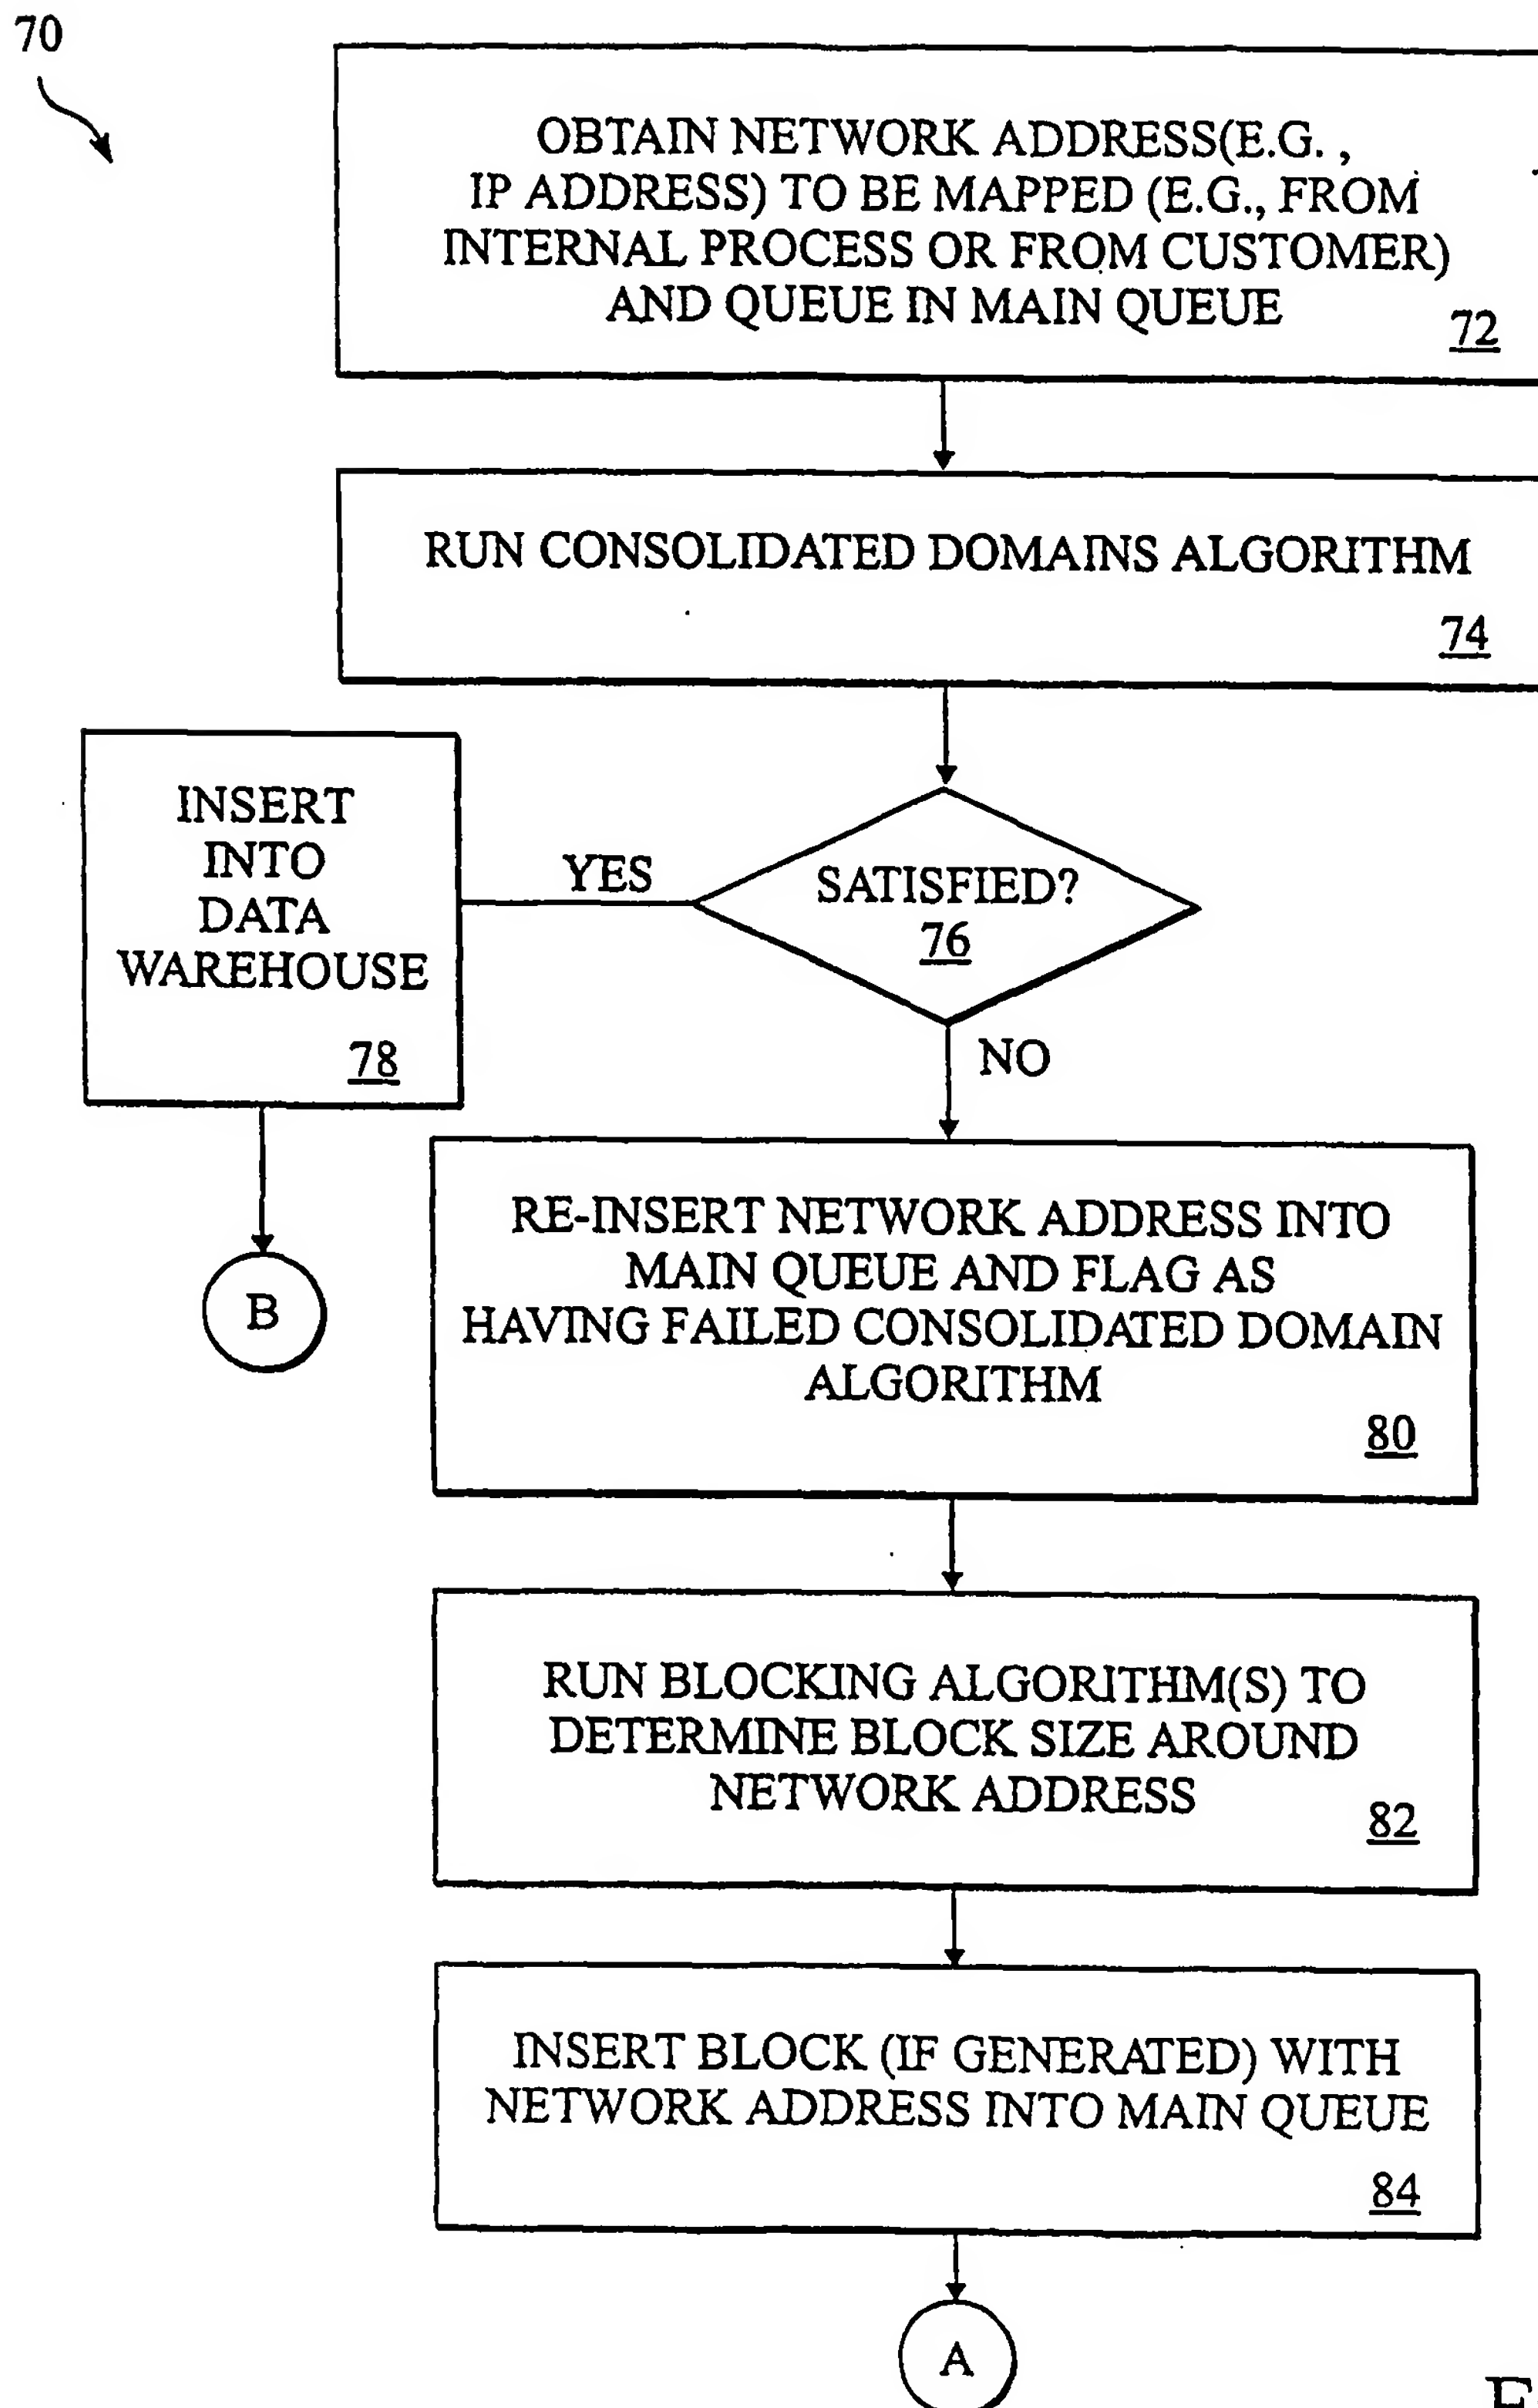 70
OBTAIN NETWORK ADDRESS(E.G. ,
IP ADDRESS) TO BE MAPPED (E.G., FROM
INTERNAL PROCESS OR FROM CUSTOMER)
AND QUEUE IN MAIN QUEUE
72
RUN CONSOLIDATED DOMAINS ALGORITHM
74
INSERT
INTO
DATA
WAREHOUSE
78
YES
SATISFIED?
76
NO
B
RE-INSERT NETWORK ADDRESS INTO
MAIN QUEUE AND FLAG AS
HAVING FAILED CONSOLIDATED DOMAIN
ALGORITHM
80
RUN BLOCKING ALGORITHM(S) TO
DETERMINE BLOCK SIZE AROUND
NETWORK ADDRESS
82
INSERT BLOCK (IF GENERATED) WITH
NETWORK ADDRESS INTO MAIN QUEUE
84
A